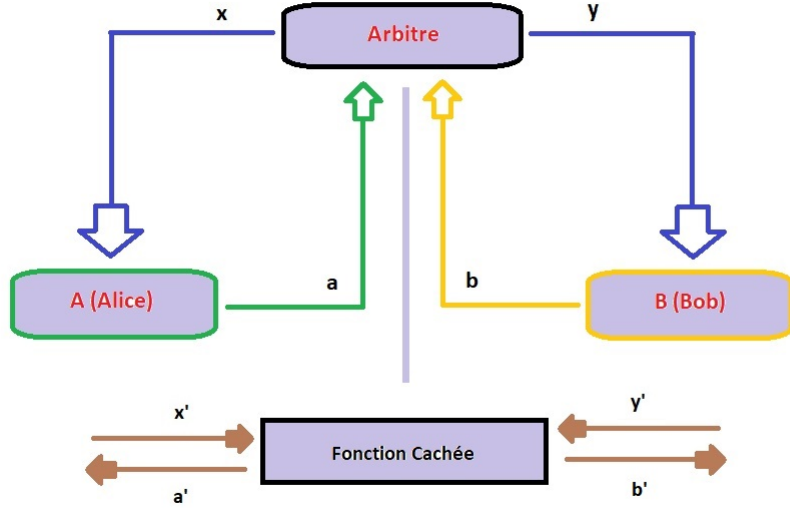 x
y
Arbitre
a
b
A (Alice)
B (Bob)
x'
y'
Fonction Cachée
a'
b'